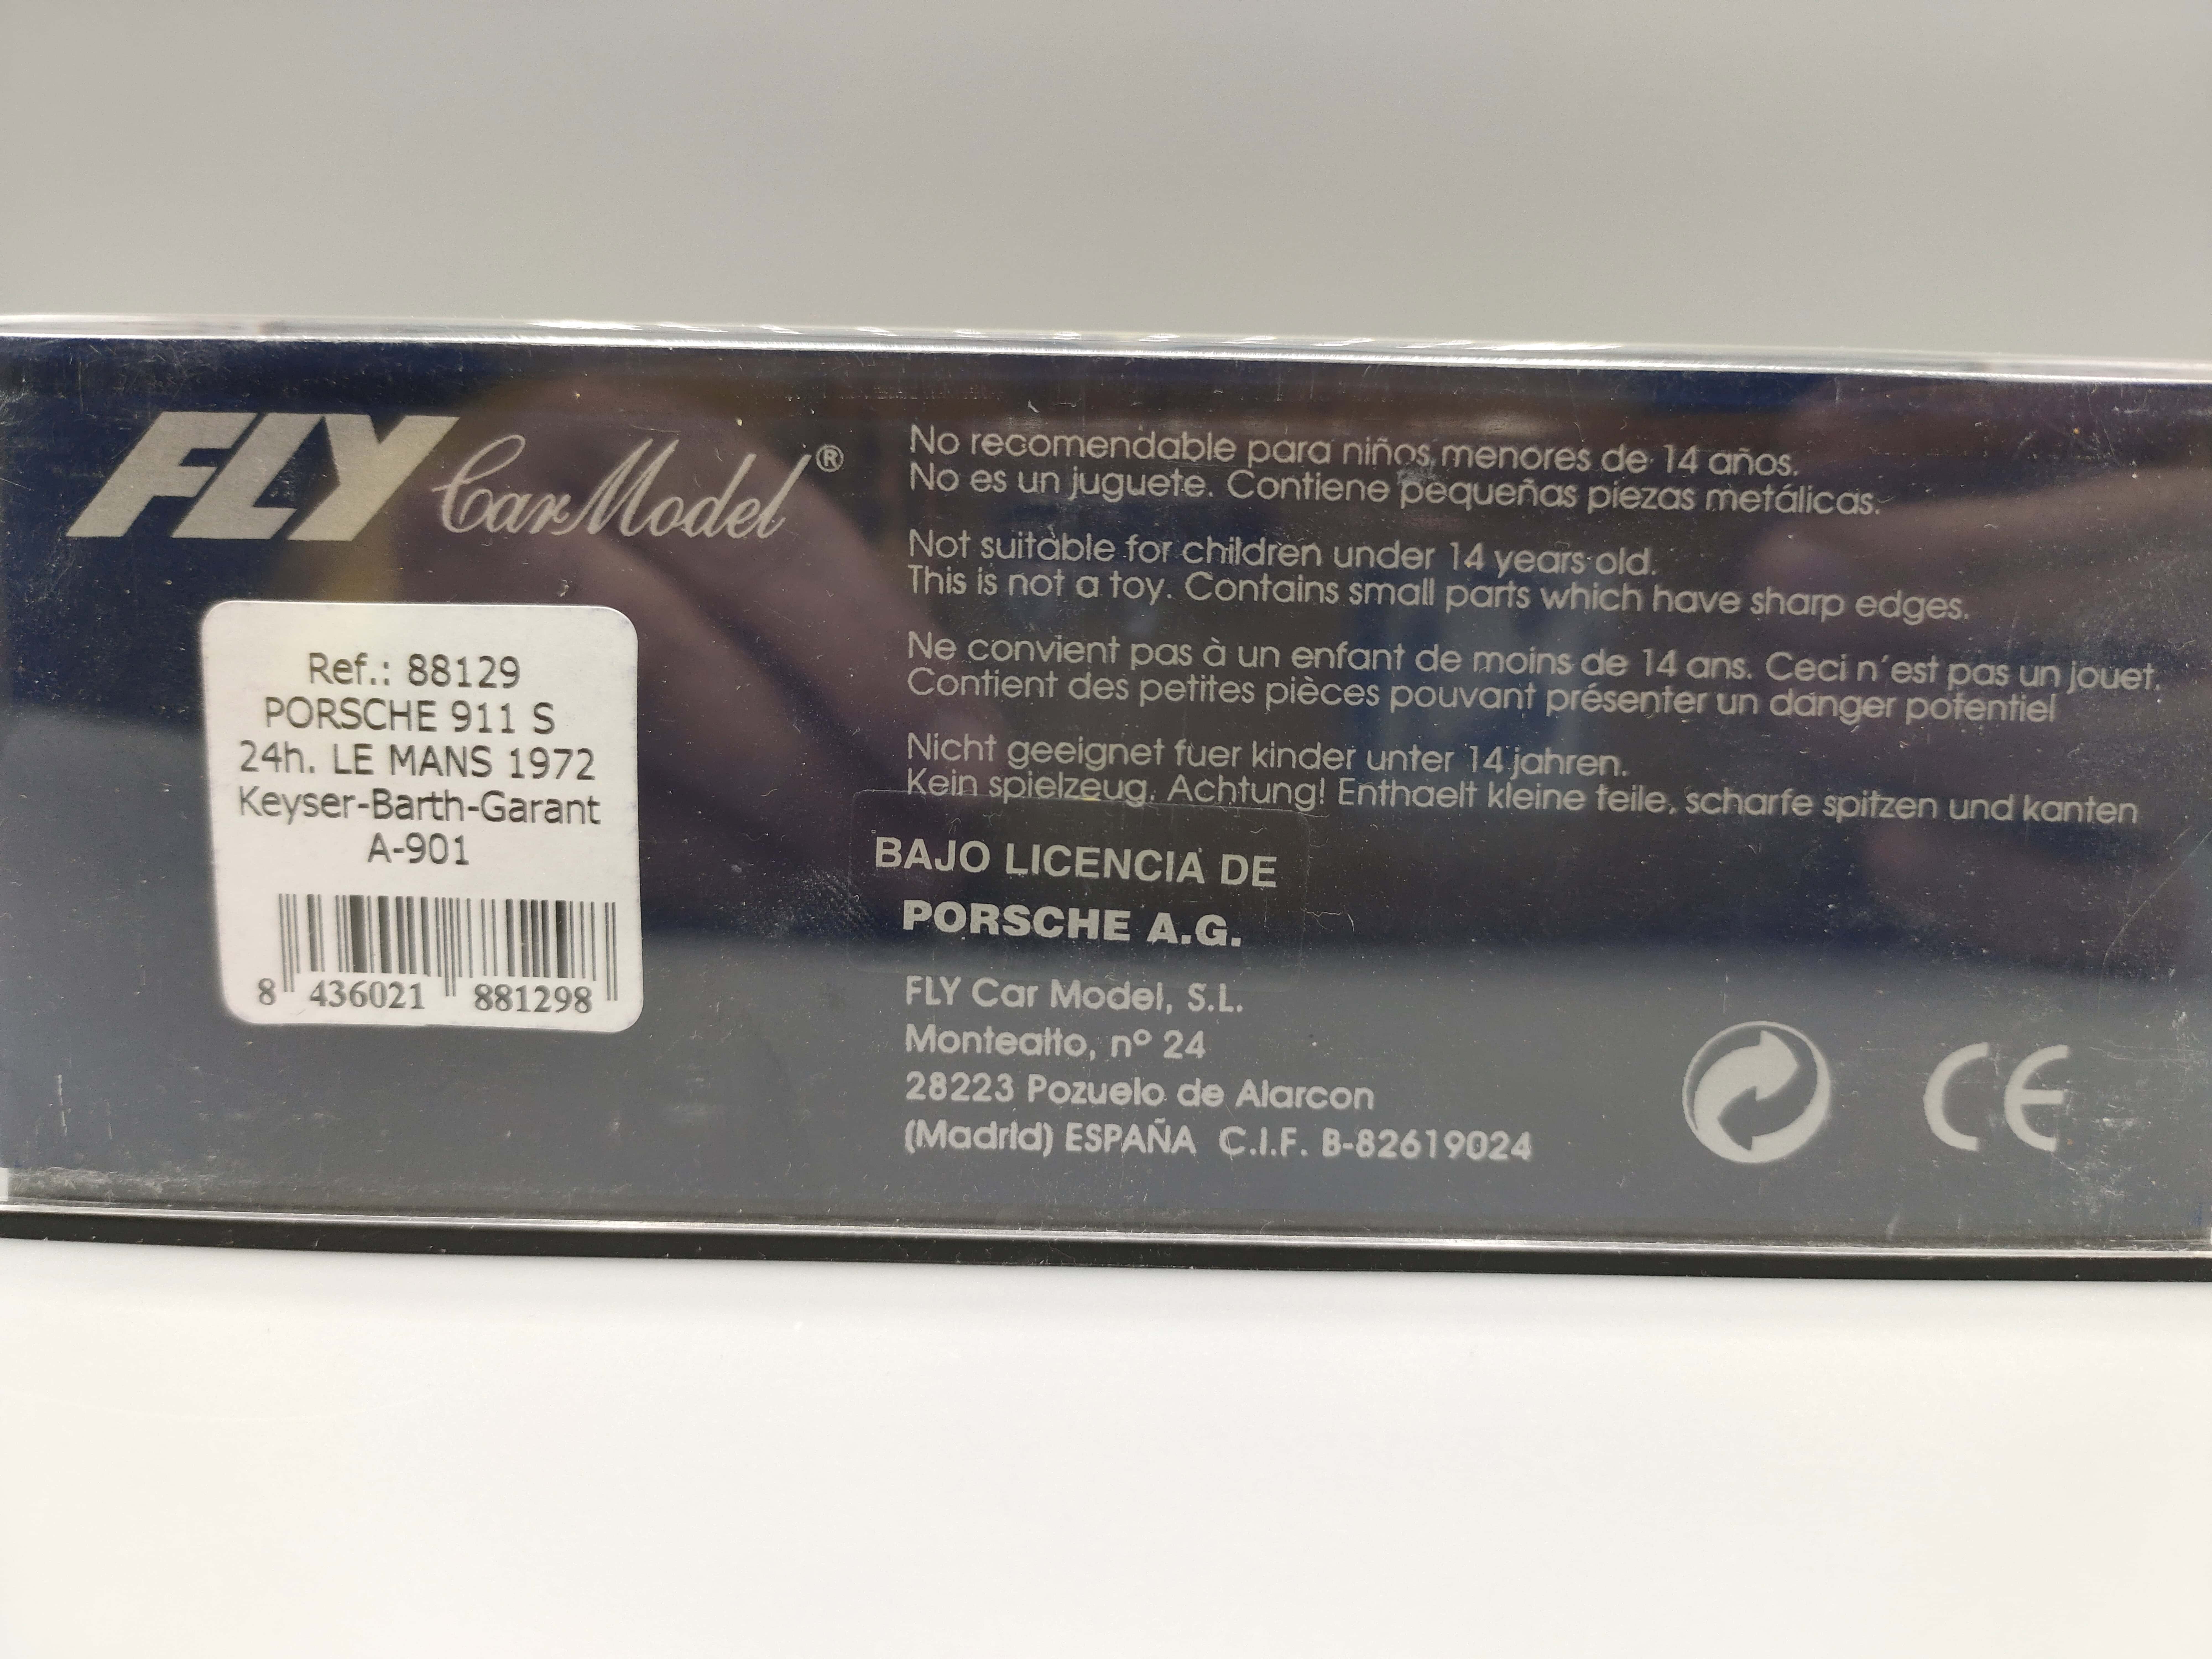 FLY Car Model®
Ref.: 88129
PORSCHE 911 S
24h. LE MANS 1972
Keyser-Barth-Garant
A-901
8 436021 881298
No recomendable para niños menores de 14 años.
No es un juguete. Contiene pequeñas piezas metálicas.
Not suitable for children under 14 years old.
This is not a toy. Contains small parts which have sharp edges.
Ne convient pas à un enfant de moins de 14 ans. Ceci n'est pas un jouet.
Contient des petites pièces pouvant présenter un danger potentiel
Nicht geeignet fuer kinder unter 14 jahren.
Kein spielzeug. Achtung! Enthaelt kleine teile, scharfe spitzen und kanten
BAJO LICENCIA DE
PORSCHE A.G.
FLY Car Model, S.L.
Montealto, nº 24
28223 Pozuelo de Alarcon
(Madrid) ESPAÑA C.I.F. B-82619024
CE